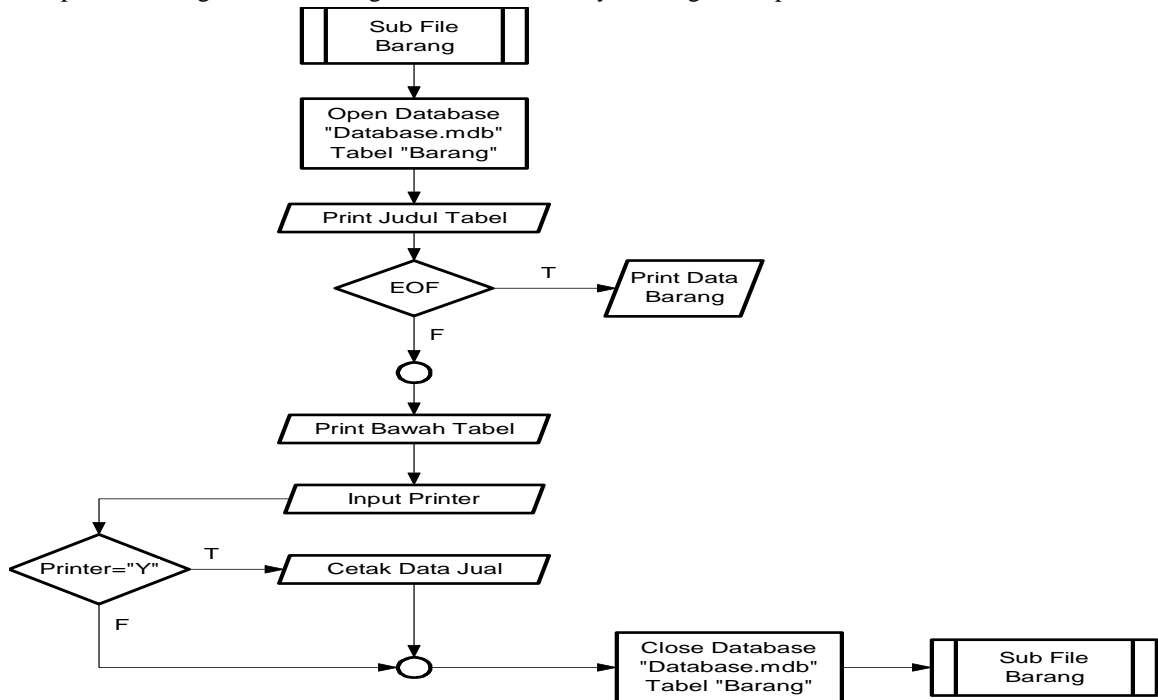 Sub File
Barang
Open Database
"Database.mdb"
Tabel "Barang"
Print Judul Tabel
EOF
T
Print Data
Barang
F
Print Bawah Tabel
Input Printer
Printer="Y"
T
Cetak Data Jual
F
Close Database
"Database.mdb"
Tabel "Barang"
Sub File
Barang